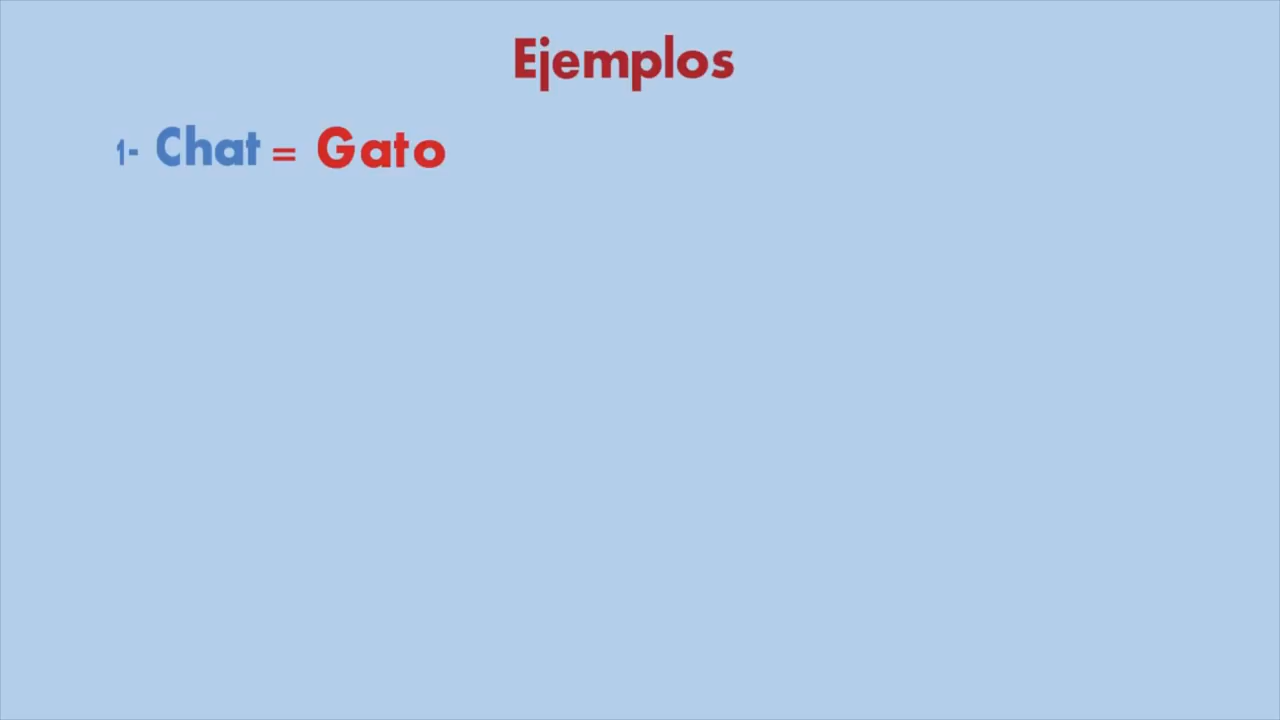 Ejemplos
1- Chat = Gato